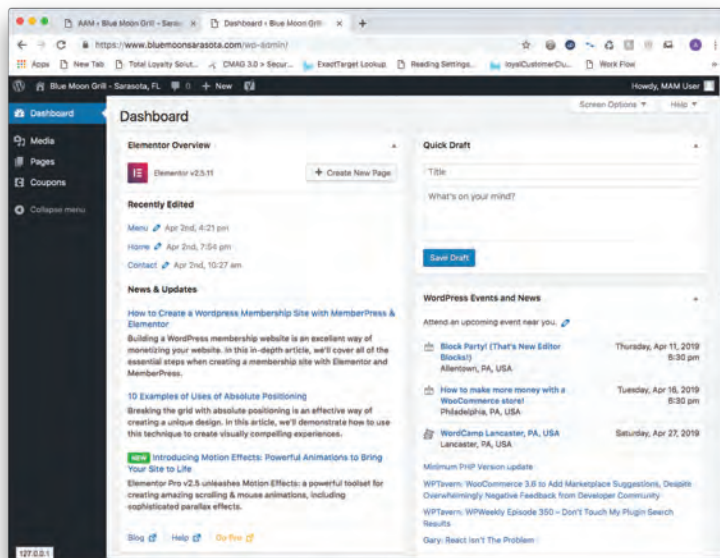 AAM ‹ Blue Moon Grill - Saraso
Dashboard ‹ Blue Moon Grill -
https://www.bluemoonsarasota.com/wp-admin/
Apps
New Tab
Total Loyalty Solut...
CMAG 3.0 > Secur...
ExactTarget Lookup
Reading Settings...
loyalCustomerClu...
Work Flow
Blue Moon Grill - Sarasota, FL
0
+ New
Howdy, MAM User
Screen Options
Help
Dashboard
Media
Pages
Coupons
Collapse menu
Dashboard
Elementor Overview
Elementor v2.5.11
+ Create New Page
Recently Edited
Menu Apr 2nd, 4:21 pm
Home Apr 2nd, 7:54 pm
Contact Apr 2nd, 10:27 am
News & Updates
How to Create a Wordpress Membership Site with MemberPress &
Elementor
Building a WordPress membership website is an excellent way of
monetizing your website. In this in-depth article, we'll cover all of the
essential steps when creating a membership site with Elementor and
MemberPress.
10 Examples of Uses of Absolute Positioning
Breaking the grid with absolute positioning is an effective way of
creating a unique design. In this article, we'll demonstrate how to use
this technique to create visually compelling experiences.
NEW Introducing Motion Effects: Powerful Animations to Bring
Your Site to Life
Elementor Pro v2.5 unleashes Motion Effects: a powerful toolset for
creating amazing scrolling & mouse animations, including
sophisticated parallax effects.
Blog
Help
Go Pro
Quick Draft
Title
What's on your mind?
Save Draft
WordPress Events and News
Attend an upcoming event near you.
Block Party! (That's New Editor Thursday, Apr 11, 2019
Blocks!) 6:30 pm
Allentown, PA, USA
How to make more money with a Tuesday, Apr 16, 2019
WooCommerce store! 6:30 pm
Philadelphia, PA, USA
WordCamp Lancaster, PA, USA Saturday, Apr 27, 2019
Lancaster, PA, USA
Minimum PHP Version update
WPTavern: WooCommerce 3.6 to Add Marketplace Suggestions, Despite
Overwhelmingly Negative Feedback from Developer Community
WPTavern: WPWeekly Episode 350 – Don't Touch My Plugin Search
Results
Gary: React Isn't The Problem
127.0.0.1